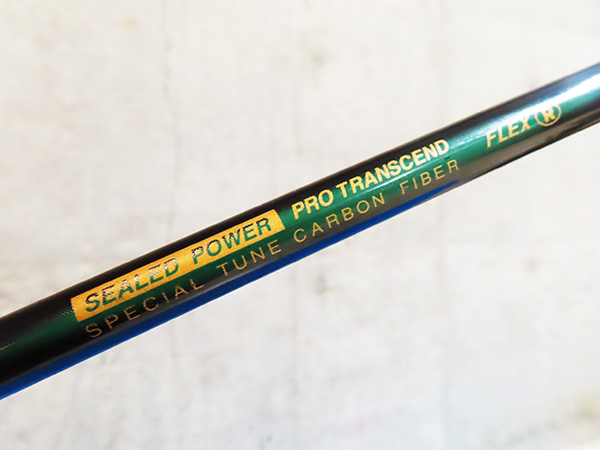 SEALED POWER PRO TRANSCEND FLEX Ⓡ
SPECIAL TUNE CARBON FIBER